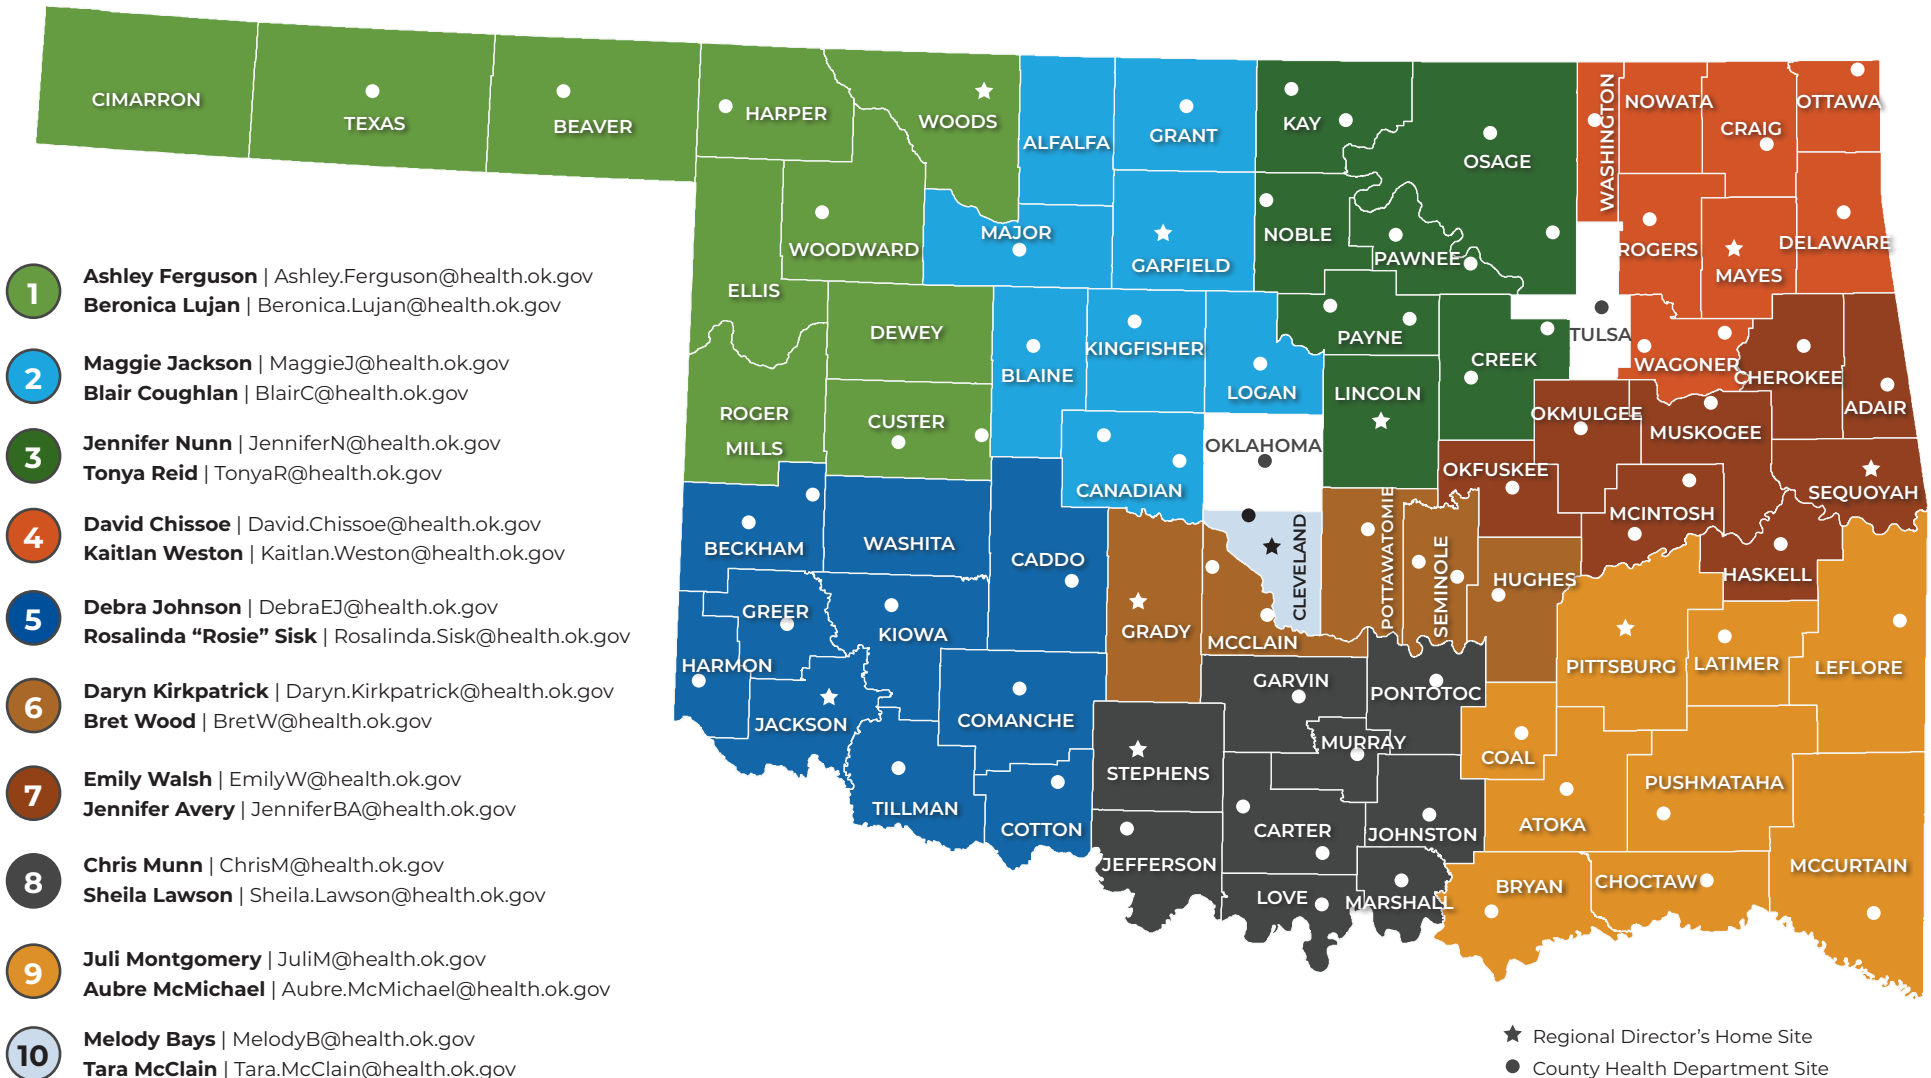 CIMARRON
TEXAS
BEAVER
HARPER
WOODS
ALFALFA
GRANT
KAY
OSAGE
WASHINGTON
NOWATA
CRAIG
OTTAWA
WOODWARD
MAJOR
GARFIELD
NOBLE
PAWNEE
ROGERS
MAYES
DELAWARE
ELLIS
DEWEY
BLAINE
KINGFISHER
LOGAN
PAYNE
CREEK
TULSA
WAGONER
CHEROKEE
ADAIR
ROGER
MILLS
CUSTER
CANADIAN
OKLAHOMA
LINCOLN
OKMULGEE
MUSKOGEE
OKFUSKEE
MCINTOSH
SEQUOYAH
BECKHAM
WASHITA
CADDO
GRADY
MCCLAIN
CLEVELAND
POTTAWATOMIE
SEMINOLE
HUGHES
HASKELL
GREER
KIOWA
HARMON
JACKSON
COMANCHE
TILLMAN
COTTON
STEPHENS
JEFFERSON
GARVIN
PONTOTOC
MURRAY
CARTER
JOHNSTON
LOVE
MARSHALL
PITTSBURG
LATIMER
LEFLORE
COAL
ATOKA
PUSHMATAHA
BRYAN
CHOCTAW
MCCURTAIN
1
Ashley Ferguson | Ashley.Ferguson@health.ok.gov
Beronica Lujan | Beronica.Lujan@health.ok.gov
2
Maggie Jackson | MaggieJ@health.ok.gov
Blair Coughlan | BlairC@health.ok.gov
3
Jennifer Nunn | JenniferN@health.ok.gov
Tonya Reid | TonyaR@health.ok.gov
4
David Chissoe | David.Chissoe@health.ok.gov
Kaitlan Weston | Kaitlan.Weston@health.ok.gov
5
Debra Johnson | DebraEJ@health.ok.gov
Rosalinda “Rosie” Sisk | Rosalinda.Sisk@health.ok.gov
6
Daryn Kirkpatrick | Daryn.Kirkpatrick@health.ok.gov
Bret Wood | BretW@health.ok.gov
7
Emily Walsh | EmilyW@health.ok.gov
Jennifer Avery | JenniferBA@health.ok.gov
8
Chris Munn | ChrisM@health.ok.gov
Sheila Lawson | Sheila.Lawson@health.ok.gov
9
Juli Montgomery | JuliM@health.ok.gov
Aubre McMichael | Aubre.McMichael@health.ok.gov
10
Melody Bays | MelodyB@health.ok.gov
Tara McClain | Tara.McClain@health.ok.gov
Regional Director’s Home Site
County Health Department Site